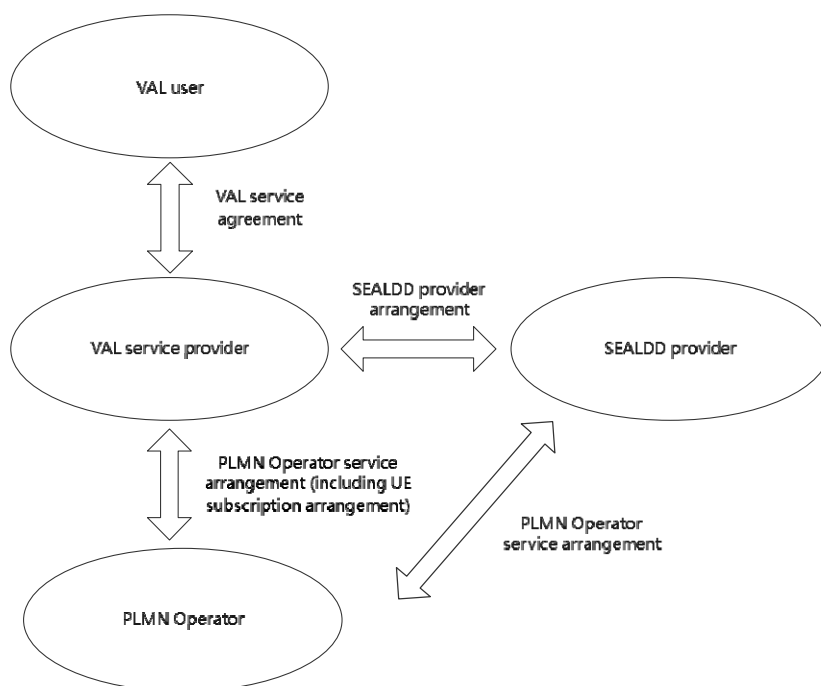 VAL user
VAL service
agreement
SEALDD provider
arrangement
VAL service provider
SEALDD provider
PLMN Operator service
arrangement (including UE
subscription arrangement)
PLMN Operator
service arrangement
PLMN Operator